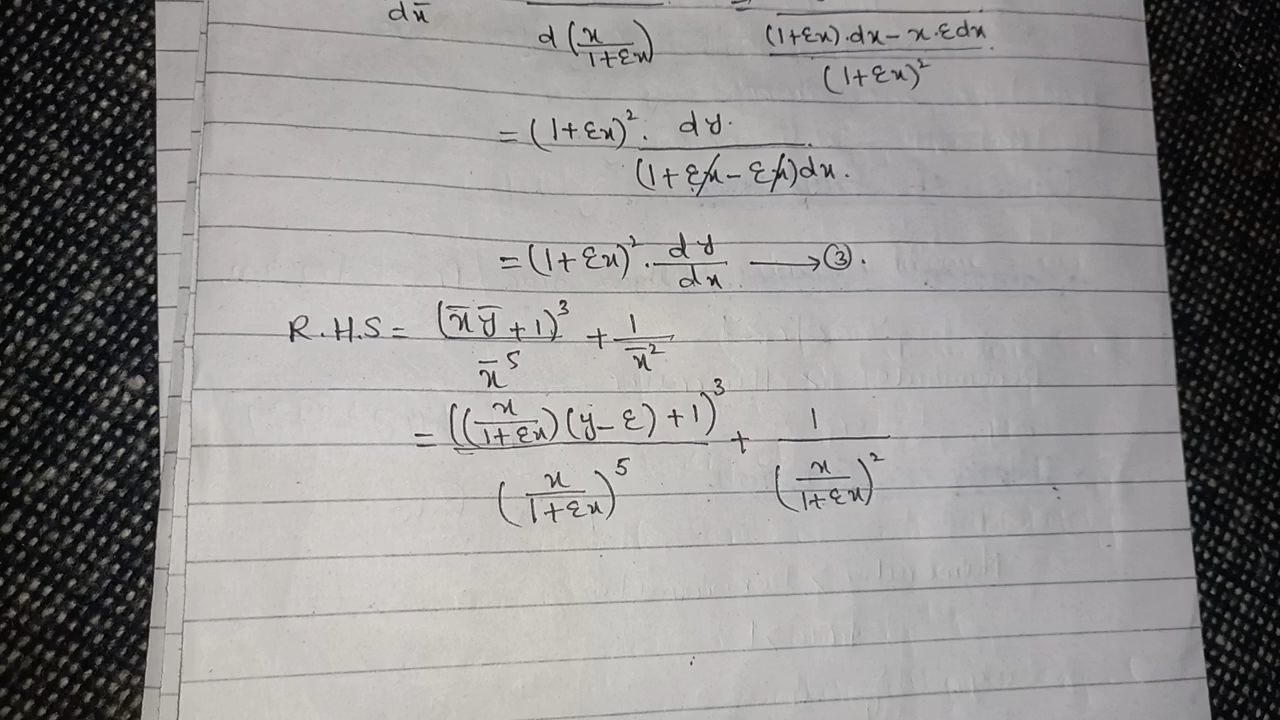 dx̄ d(x/(1+εx)) = ((1+εx).dx − x.εdx)/(1+εx)²
= (1+εx)² . dy. / (1+εx − εx)dx.
= (1+εx)² . dy/dx ⟶ ③.
R.H.S = (x̄ȳ+1)³/x̄⁵ + 1/x̄²
= ((x/(1+εx))(y−ε)+1)³ / (x/(1+εx))⁵ + 1/(x/(1+εx))²